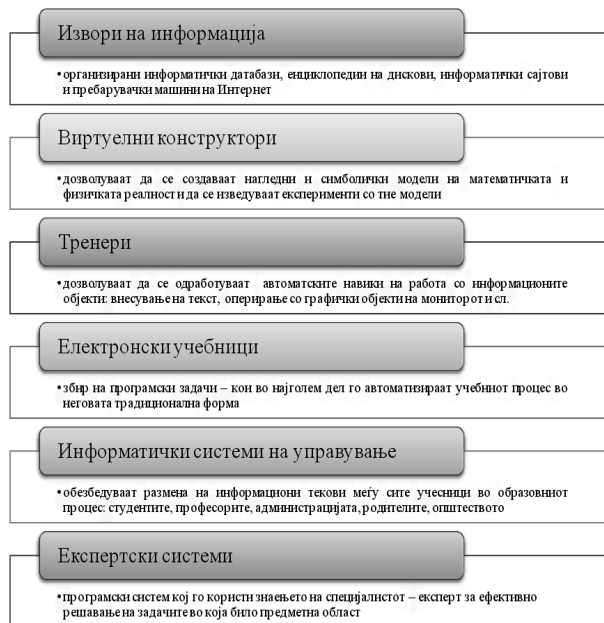 Извори на информација
•организирани информатички датабази, енциклопедии на дискови, информатички сајтови
и пребарувачки машини на Интернет
Виртуелни конструктори
•дозволуваат да се создаваат нагледни и симболички модели на математичката и
физичката реалност и да се изведуваат експерименти со тие модели
Тренери
•дозволуваат да се одработуваат автоматските навики на работа со информационите
објекти: внесување на текст, оперирање со графички објекти на мониторот и сл.
Електронски учебници
•збир на програмски задачи – кои во најголем дел го автоматизираат учебниот процес во
неговата традиционална форма
Информатички системи на управување
•обезбедуваат размена на информациони текови меѓу сите учесници во образовниот
процес: студентите, професорите, администрацијата, родителите, општеството
Експертски системи
•програмски систем кој го користи знаењето на специјалистот – експерт за ефективно
решавање на задачите во која било предметна област